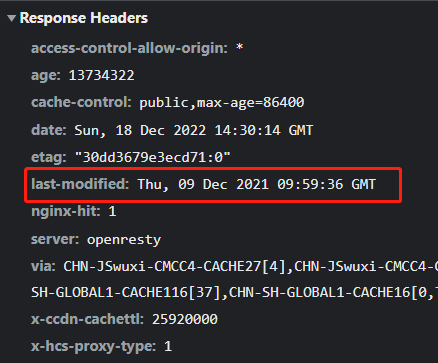 Response Headers
access-control-allow-origin: *
age: 13734322
cache-control: public,max-age=86400
date: Sun, 18 Dec 2022 14:30:14 GMT
etag: "30dd3679e3ecd71:0"
last-modified: Thu, 09 Dec 2021 09:59:36 GMT
nginx-hit: 1
server: openresty
via: CHN-JSwuxi-CMCC4-CACHE27[4],CHN-JSwuxi-CMCC4-C
SH-GLOBAL1-CACHE116[37],CHN-SH-GLOBAL1-CACHE16[0,T
x-ccdn-cachettl: 25920000
x-hcs-proxy-type: 1